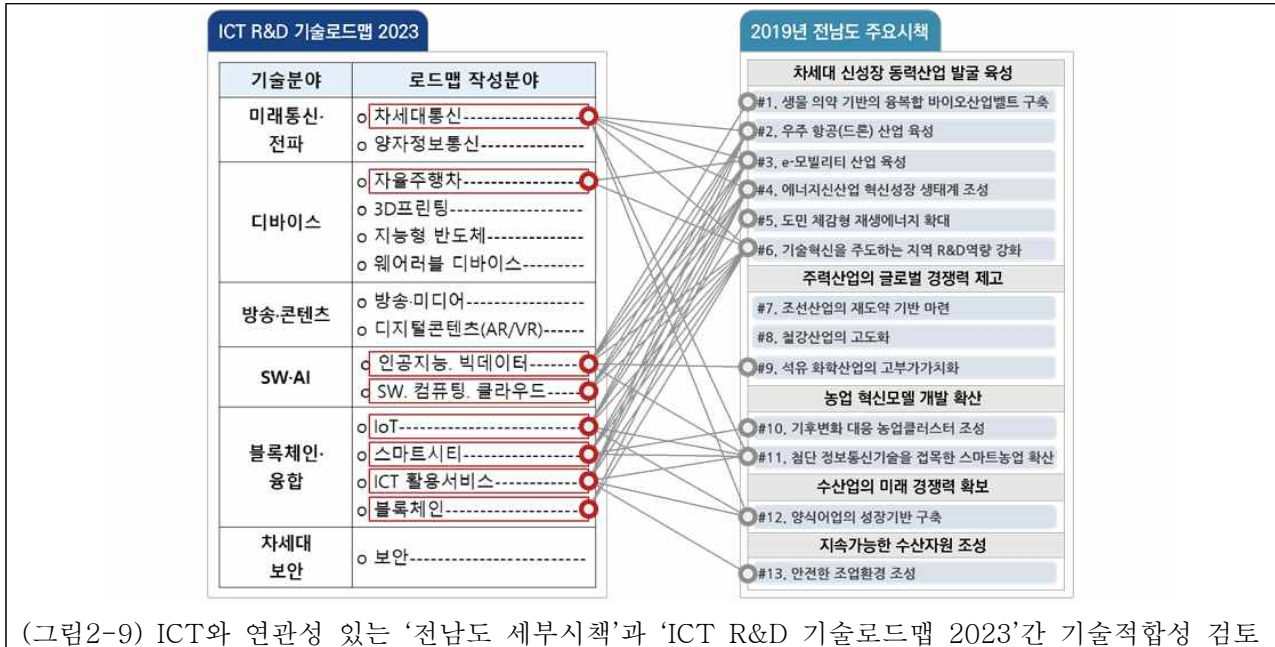 ICT R&D 기술로드맵 2023
기술분야 로드맵 작성분야
미래통신·
전파
o 차세대통신
o 양자정보통신
디바이스
o 자율주행차
o 3D프린팅
o 지능형 반도체
o 웨어러블 디바이스
방송·콘텐츠
o 방송·미디어
o 디지털콘텐츠(AR/VR)
SW·AI
o 인공지능. 빅데이터
o SW. 컴퓨팅. 클라우드
블록체인·
융합
o IoT
o 스마트시티
o ICT 활용서비스
o 블록체인
차세대
보안
o 보안
2019년 전남도 주요시책
차세대 신성장 동력산업 발굴 육성
#1. 생물 의약 기반의 융복합 바이오산업벨트 구축
#2. 우주 항공(드론) 산업 육성
#3. e-모빌리티 산업 육성
#4. 에너지신산업 혁신성장 생태계 조성
#5. 도민 체감형 재생에너지 확대
#6. 기술혁신을 주도하는 지역 R&D역량 강화
주력산업의 글로벌 경쟁력 제고
#7. 조선산업의 재도약 기반 마련
#8. 철강산업의 고도화
#9. 석유 화학산업의 고부가가치화
농업 혁신모델 개발 확산
#10. 기후변화 대응 농업클러스터 조성
#11. 첨단 정보통신기술을 접목한 스마트농업 확산
수산업의 미래 경쟁력 확보
#12. 양식어업의 성장기반 구축
지속가능한 수산자원 조성
#13. 안전한 조업환경 조성
(그림2-9) ICT와 연관성 있는 ‘전남도 세부시책’과 ‘ICT R&D 기술로드맵 2023’간 기술적합성 검토